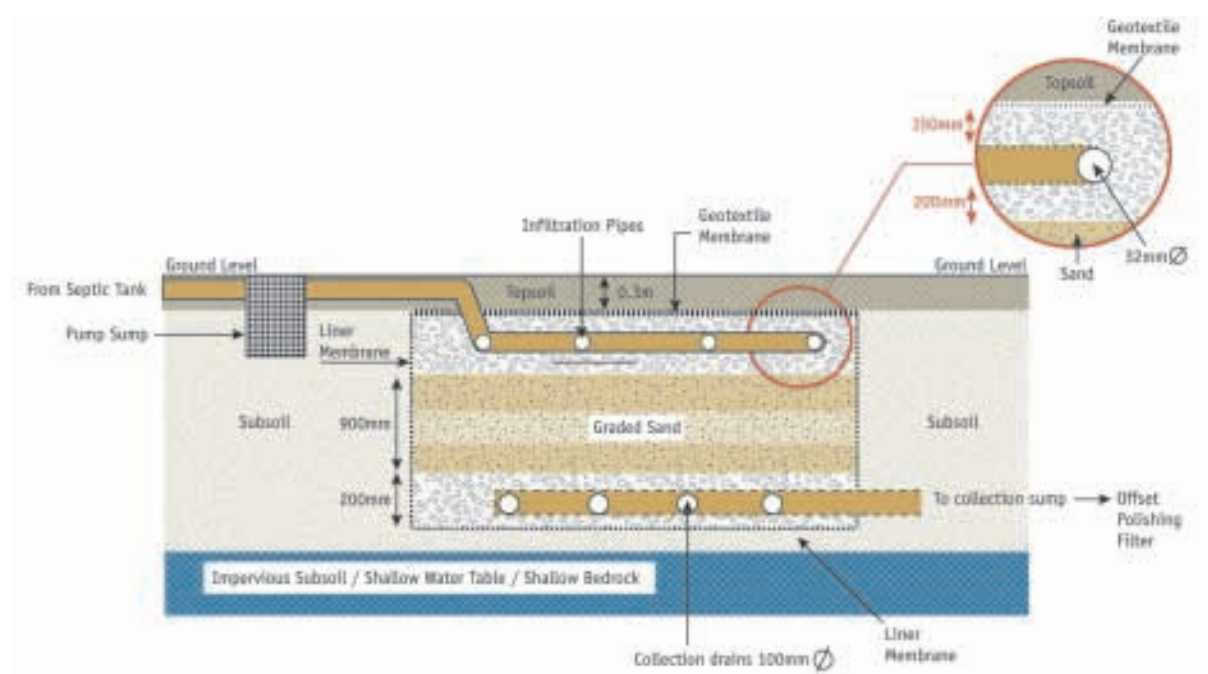 Geotextile
Membrane
Topsoil
200mm
32mmØ
Sand
Infiltration Pipes
Geotextile
Membrane
Ground Level
Ground Level
From Septic Tank
Topsoil
0.3m
Pump Sump
Liner
Membrane
Subsoil
900mm
Graded Sand
Subsoil
200mm
To collection sump
Offset
Polishing
Filter
Impervious Subsoil / Shallow Water Table / Shallow Bedrock
Liner
Membrane
Collection drains 100mm Ø